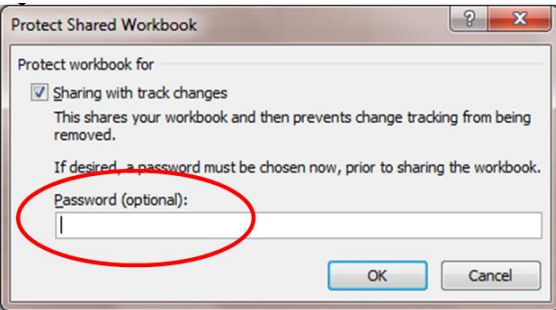 Protect Shared Workbook
Protect workbook for
Sharing with track changes
This shares your workbook and then prevents change tracking from being
removed.
If desired, a password must be chosen now, prior to sharing the workbook.
Password (optional):
OK
Cancel